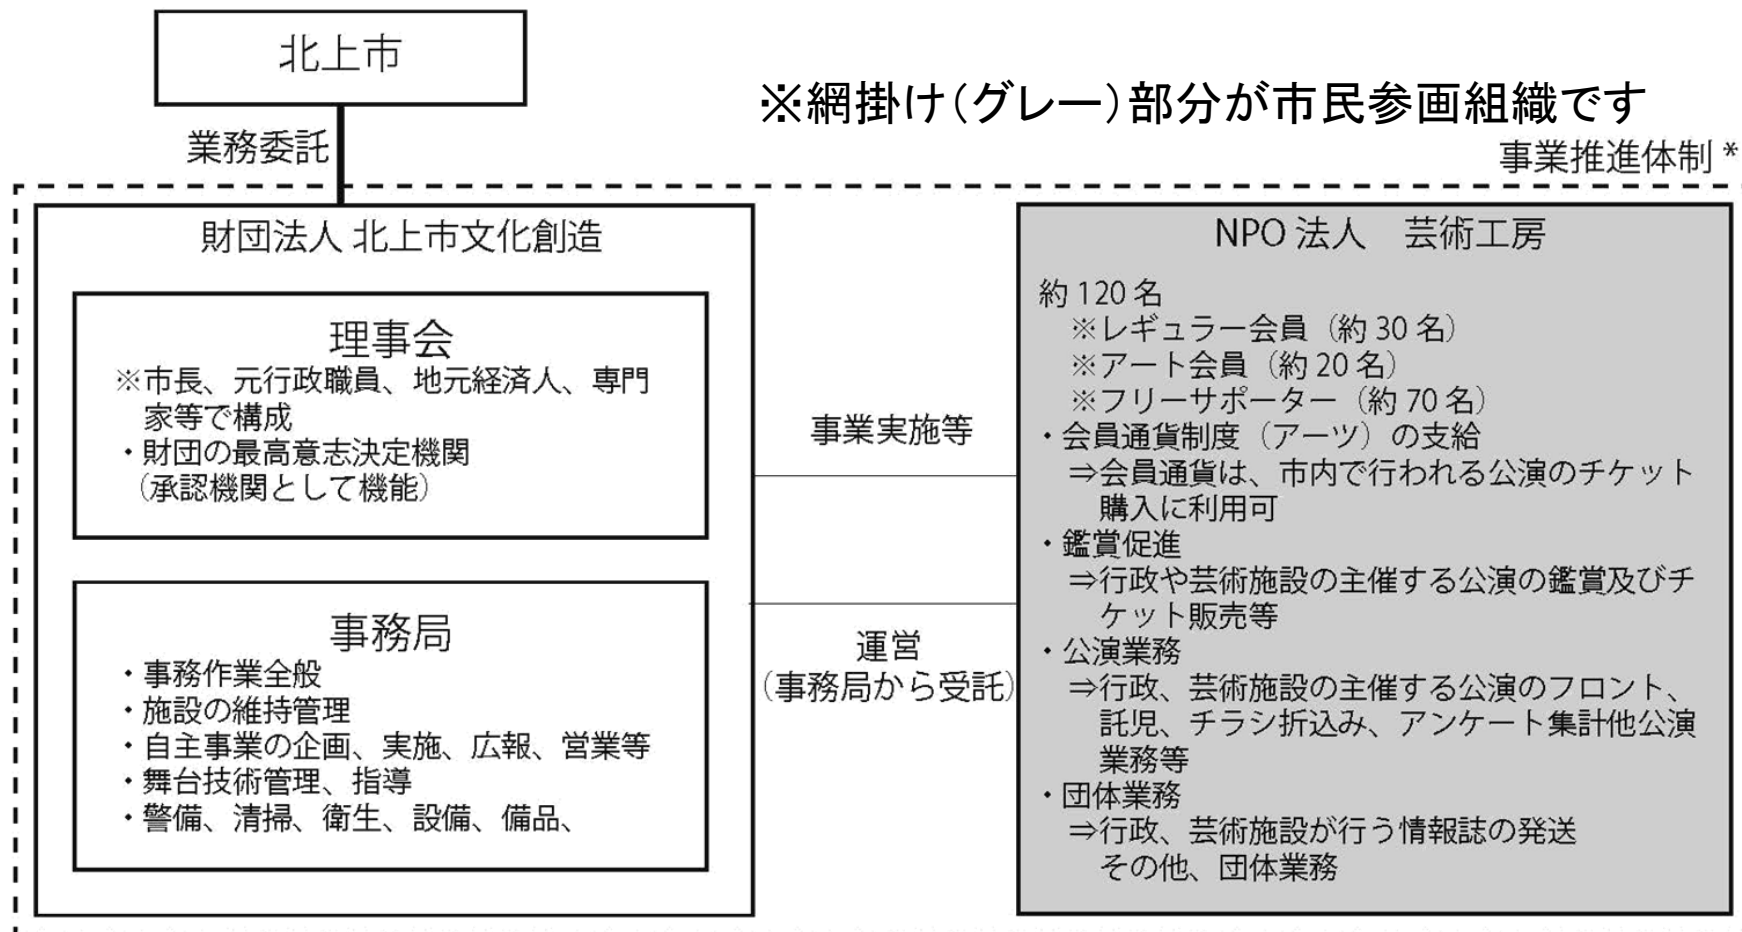 北上市
※網掛け（グレー）部分が市民参画組織です
業務委託
事業推進体制 *
財団法人 北上市文化創造
理事会
※市長、元行政職員、地元経済人、専門
家等で構成
・財団の最高意志決定機関
（承認機関として機能）
事務局
・事務作業全般
・施設の維持管理
・自主事業の企画、実施、広報、営業等
・舞台技術管理、指導
・警備、清掃、衛生、設備、備品、
事業実施等
運営
（事務局から受託）
NPO 法人　芸術工房
約 120 名
※レギュラー会員（約 30 名）
※アート会員（約 20 名）
※フリーサポーター（約 70 名）
・会員通貨制度（アーツ）の支給
⇒会員通貨は、市内で行われる公演のチケット
購入に利用可
・鑑賞促進
⇒行政や芸術施設の主催する公演の鑑賞及びチ
ケット販売等
・公演業務
⇒行政、芸術施設の主催する公演のフロント、
託児、チラシ折込み、アンケート集計他公演
業務等
・団体業務
⇒行政、芸術施設が行う情報誌の発送
その他、団体業務